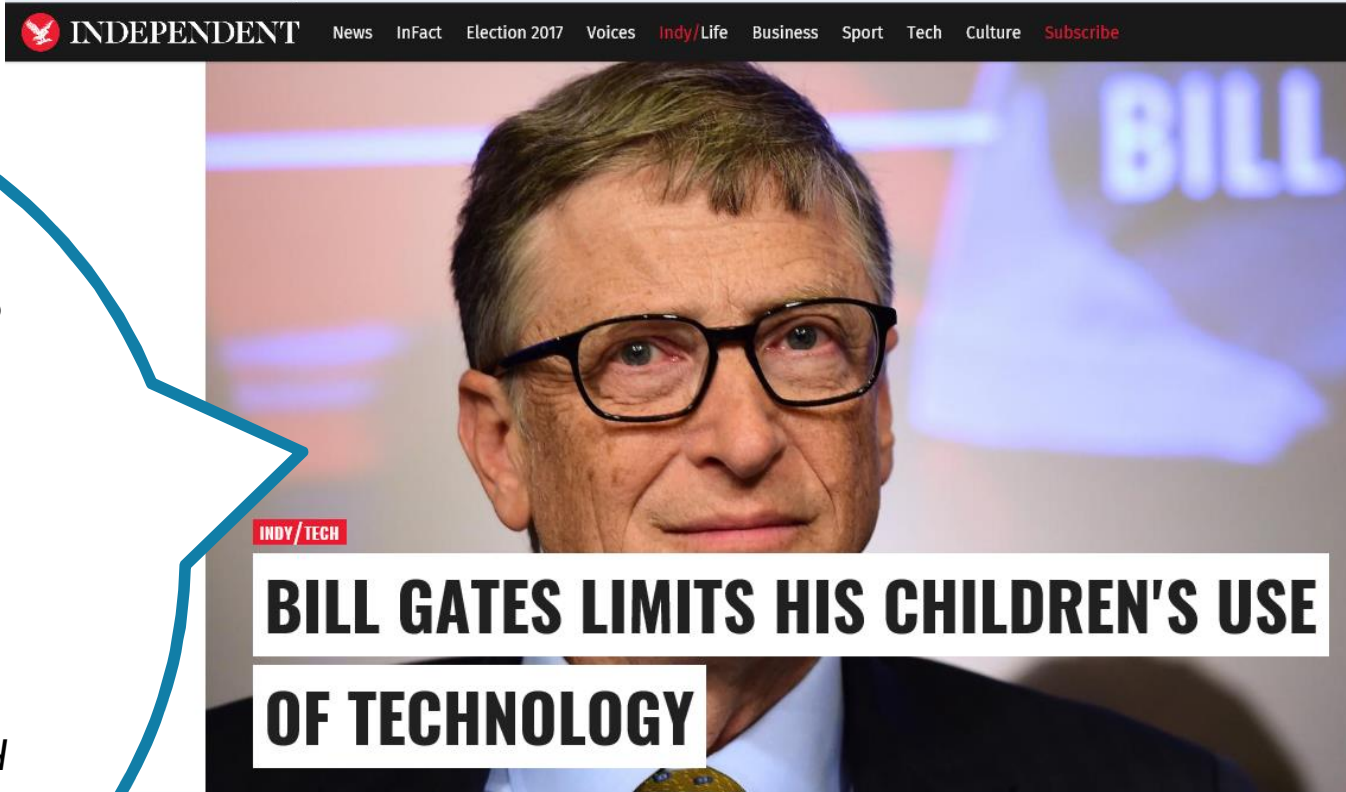 INDEPENDENT News InFact Election 2017 Voices Indy/Life Business Sport Tech Culture Subscribe
BILL
INDY/TECH
BILL GATES LIMITS HIS CHILDREN'S USE
OF TECHNOLOGY